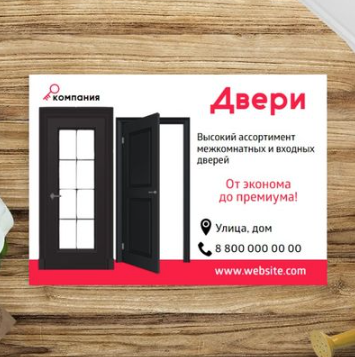 компания
Двери
Высокий ассортимент
межкомнатных и входных
дверей
От эконома
до премиума!
Улица, дом
8 800 000 00 00
www.website.com